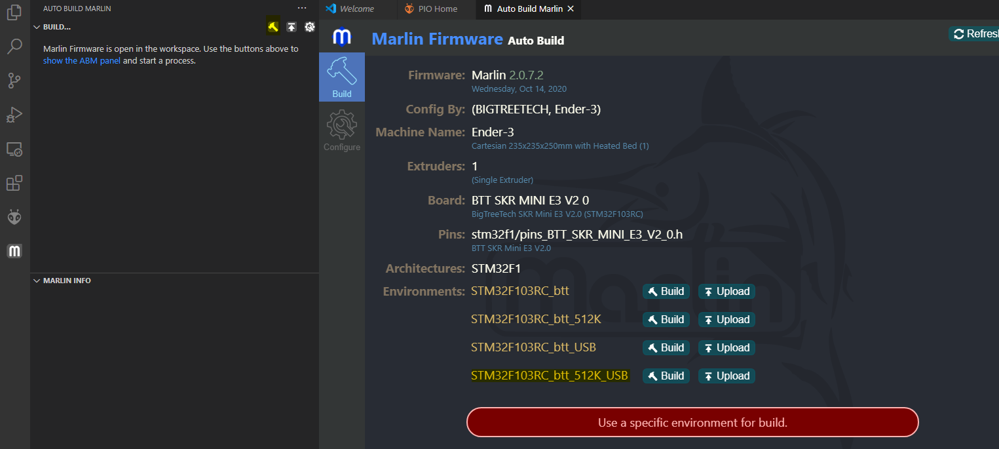 AUTO BUILD MARLIN ...
BUILD...
Marlin Firmware is open in the workspace. Use the buttons above to
show the ABM panel and start a process.
MARLIN INFO
Welcome PIO Home Auto Build Marlin
Marlin Firmware Auto Build
Refresh
Build
Configure
Firmware: Marlin 2.0.7.2
Wednesday, Oct 14, 2020
Config By: (BIGTREETECH, Ender-3)
Machine Name: Ender-3
Cartesian 235x235x250mm with Heated Bed (1)
Extruders: 1
(Single Extruder)
Board: BTT SKR MINI E3 V2 0
BigTreeTech SKR Mini E3 V2.0 (STM32F103RC)
Pins: stm32f1/pins_BTT_SKR_MINI_E3_V2_0.h
BTT SKR Mini E3 V2.0
Architectures: STM32F1
Environments: STM32F103RC_btt Build Upload
STM32F103RC_btt_512K Build Upload
STM32F103RC_btt_USB Build Upload
STM32F103RC_btt_512K_USB Build Upload
Marlin
Use a specific environment for build.